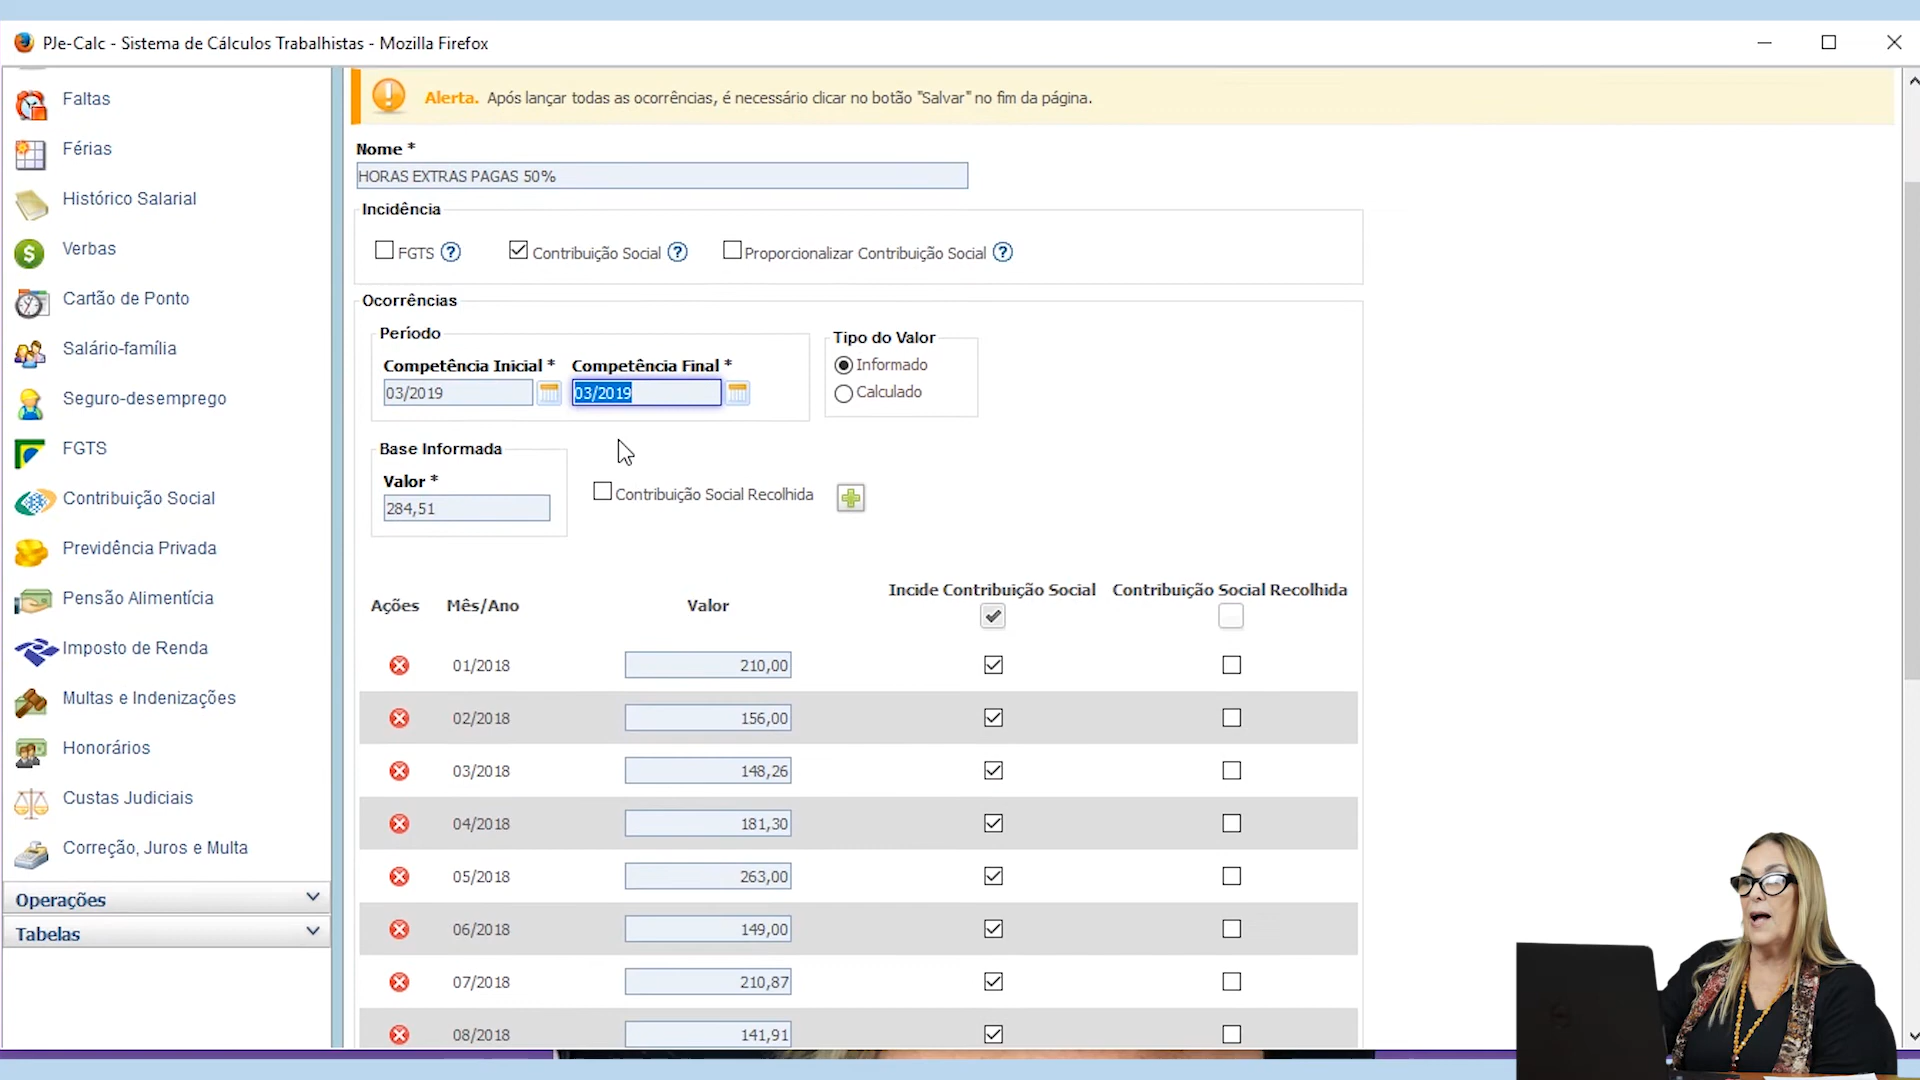 PJe-Calc - Sistema de Cálculos Trabalhistas - Mozilla Firefox
Faltas
Férias
Histórico Salarial
Verbas
Cartão de Ponto
Salário-família
Seguro-desemprego
FGTS
Contribuição Social
Previdência Privada
Pensão Alimentícia
Imposto de Renda
Multas e Indenizações
Honorários
Custas Judiciais
Correção, Juros e Multa
Operações
Tabelas
Alerta. Após lançar todas as ocorrências, é necessário clicar no botão "Salvar" no fim da página.
Nome *
HORAS EXTRAS PAGAS 50%
Incidência
FGTS ? Contribuição Social ? Proporcionalizar Contribuição Social ?
Ocorrências
Período
Competência Inicial * Competência Final *
03/2019 03/2019
Tipo do Valor
Informado
Calculado
Base Informada
Valor *
284,51
Contribuição Social Recolhida
Ações Mês/Ano Valor Incide Contribuição Social Contribuição Social Recolhida
01/2018 210,00
02/2018 156,00
03/2018 148,26
04/2018 181,30
05/2018 263,00
06/2018 149,00
07/2018 210,87
08/2018 141,91